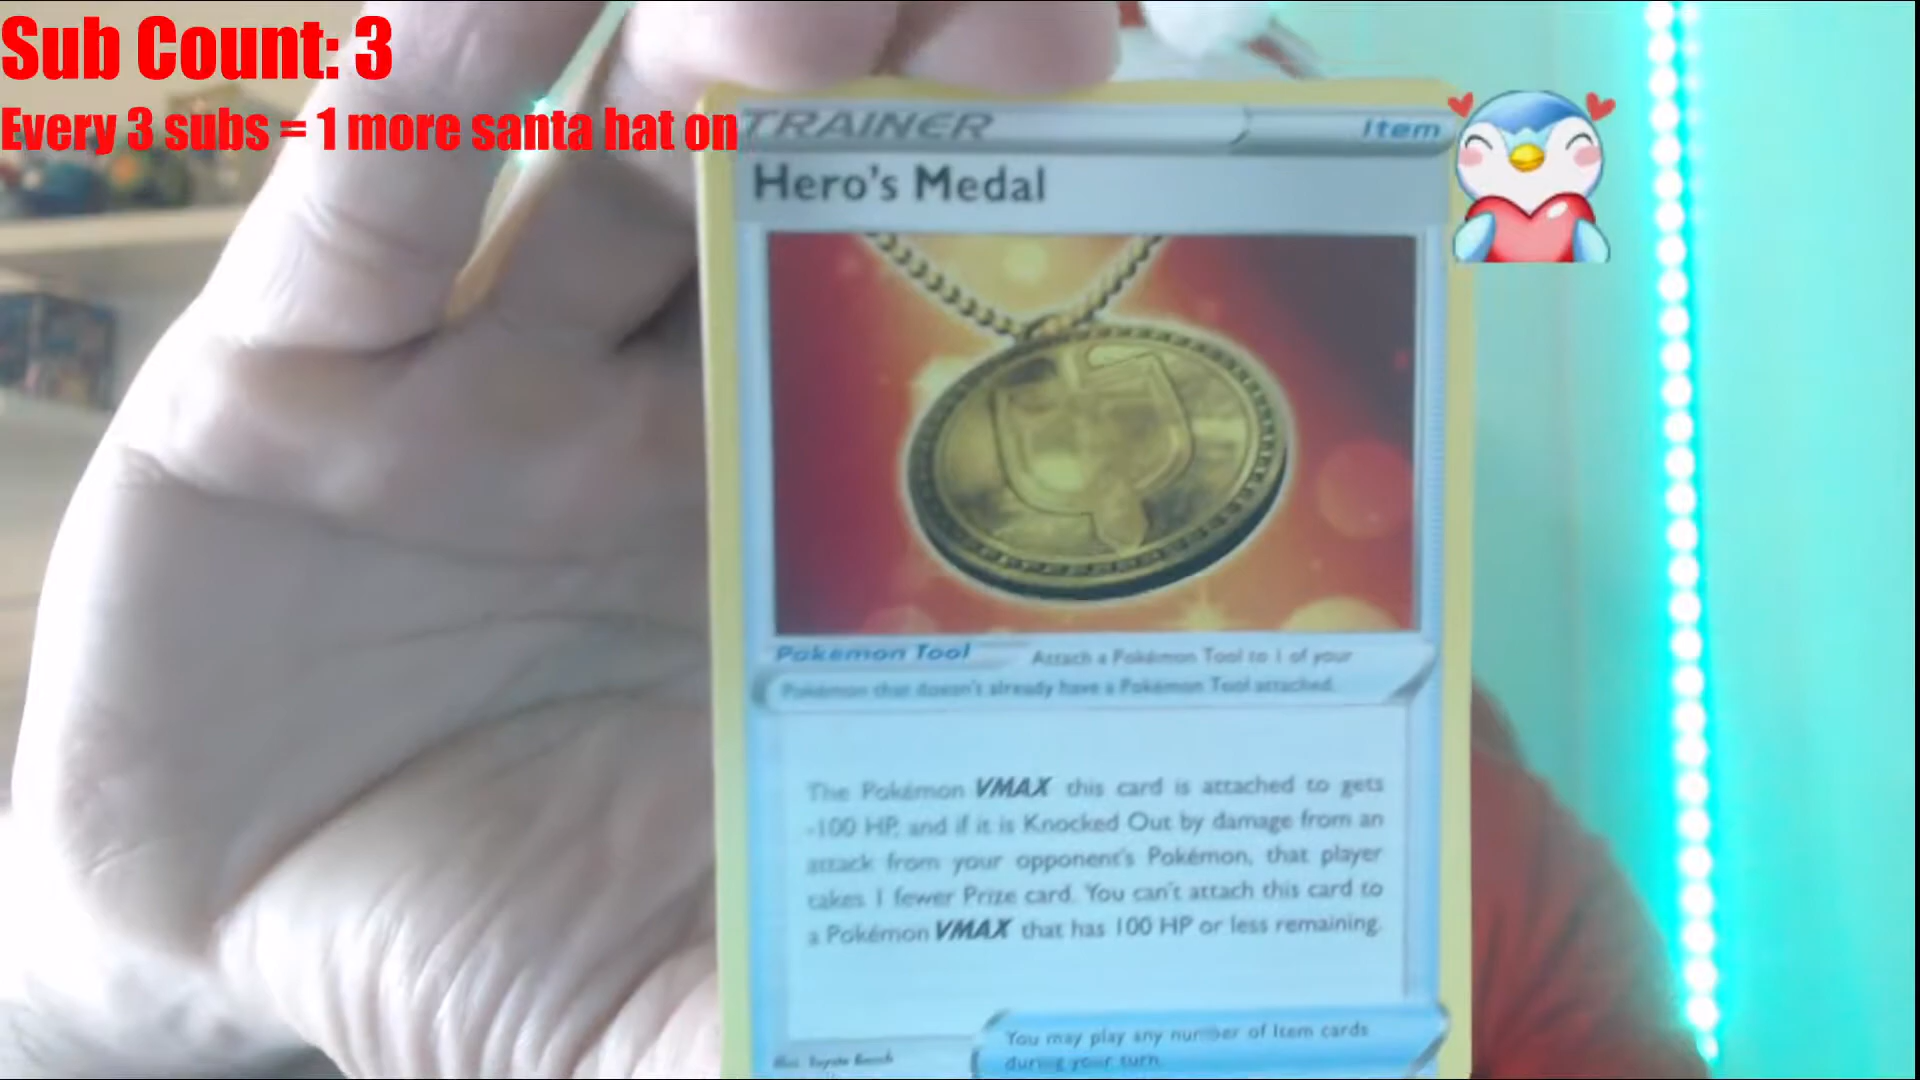 Sub Count: 3
Every 3 subs = 1 more santa hat on
TRAINER
Item
Hero's Medal
Pokémon Tool
Attach a Pokémon Tool to 1 of your
Pokémon that doesn't already have a Pokémon Tool attached.
The Pokémon VMAX this card is attached to gets
-100 HP, and if it is Knocked Out by damage from an
attack from your opponent's Pokémon, that player
takes 1 fewer Prize card. You can't attach this card to
a Pokémon VMAX that has 100 HP or less remaining.
You may play any number of Item cards
during your turn.
Illus. Toyste Beach